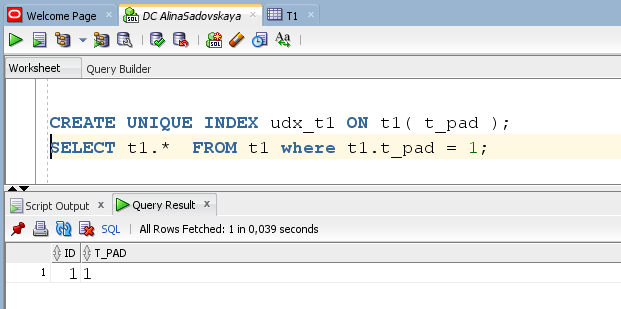 Welcome Page x DC AlinaSadovskaya x T1 x
SQL Aa
Worksheet Query Builder
CREATE UNIQUE INDEX udx_t1 ON t1( t_pad );
SELECT t1.*  FROM t1 where t1.t_pad = 1;
Script Output x Query Result x
SQL | All Rows Fetched: 1 in 0,039 seconds
ID T_PAD
1 1 1